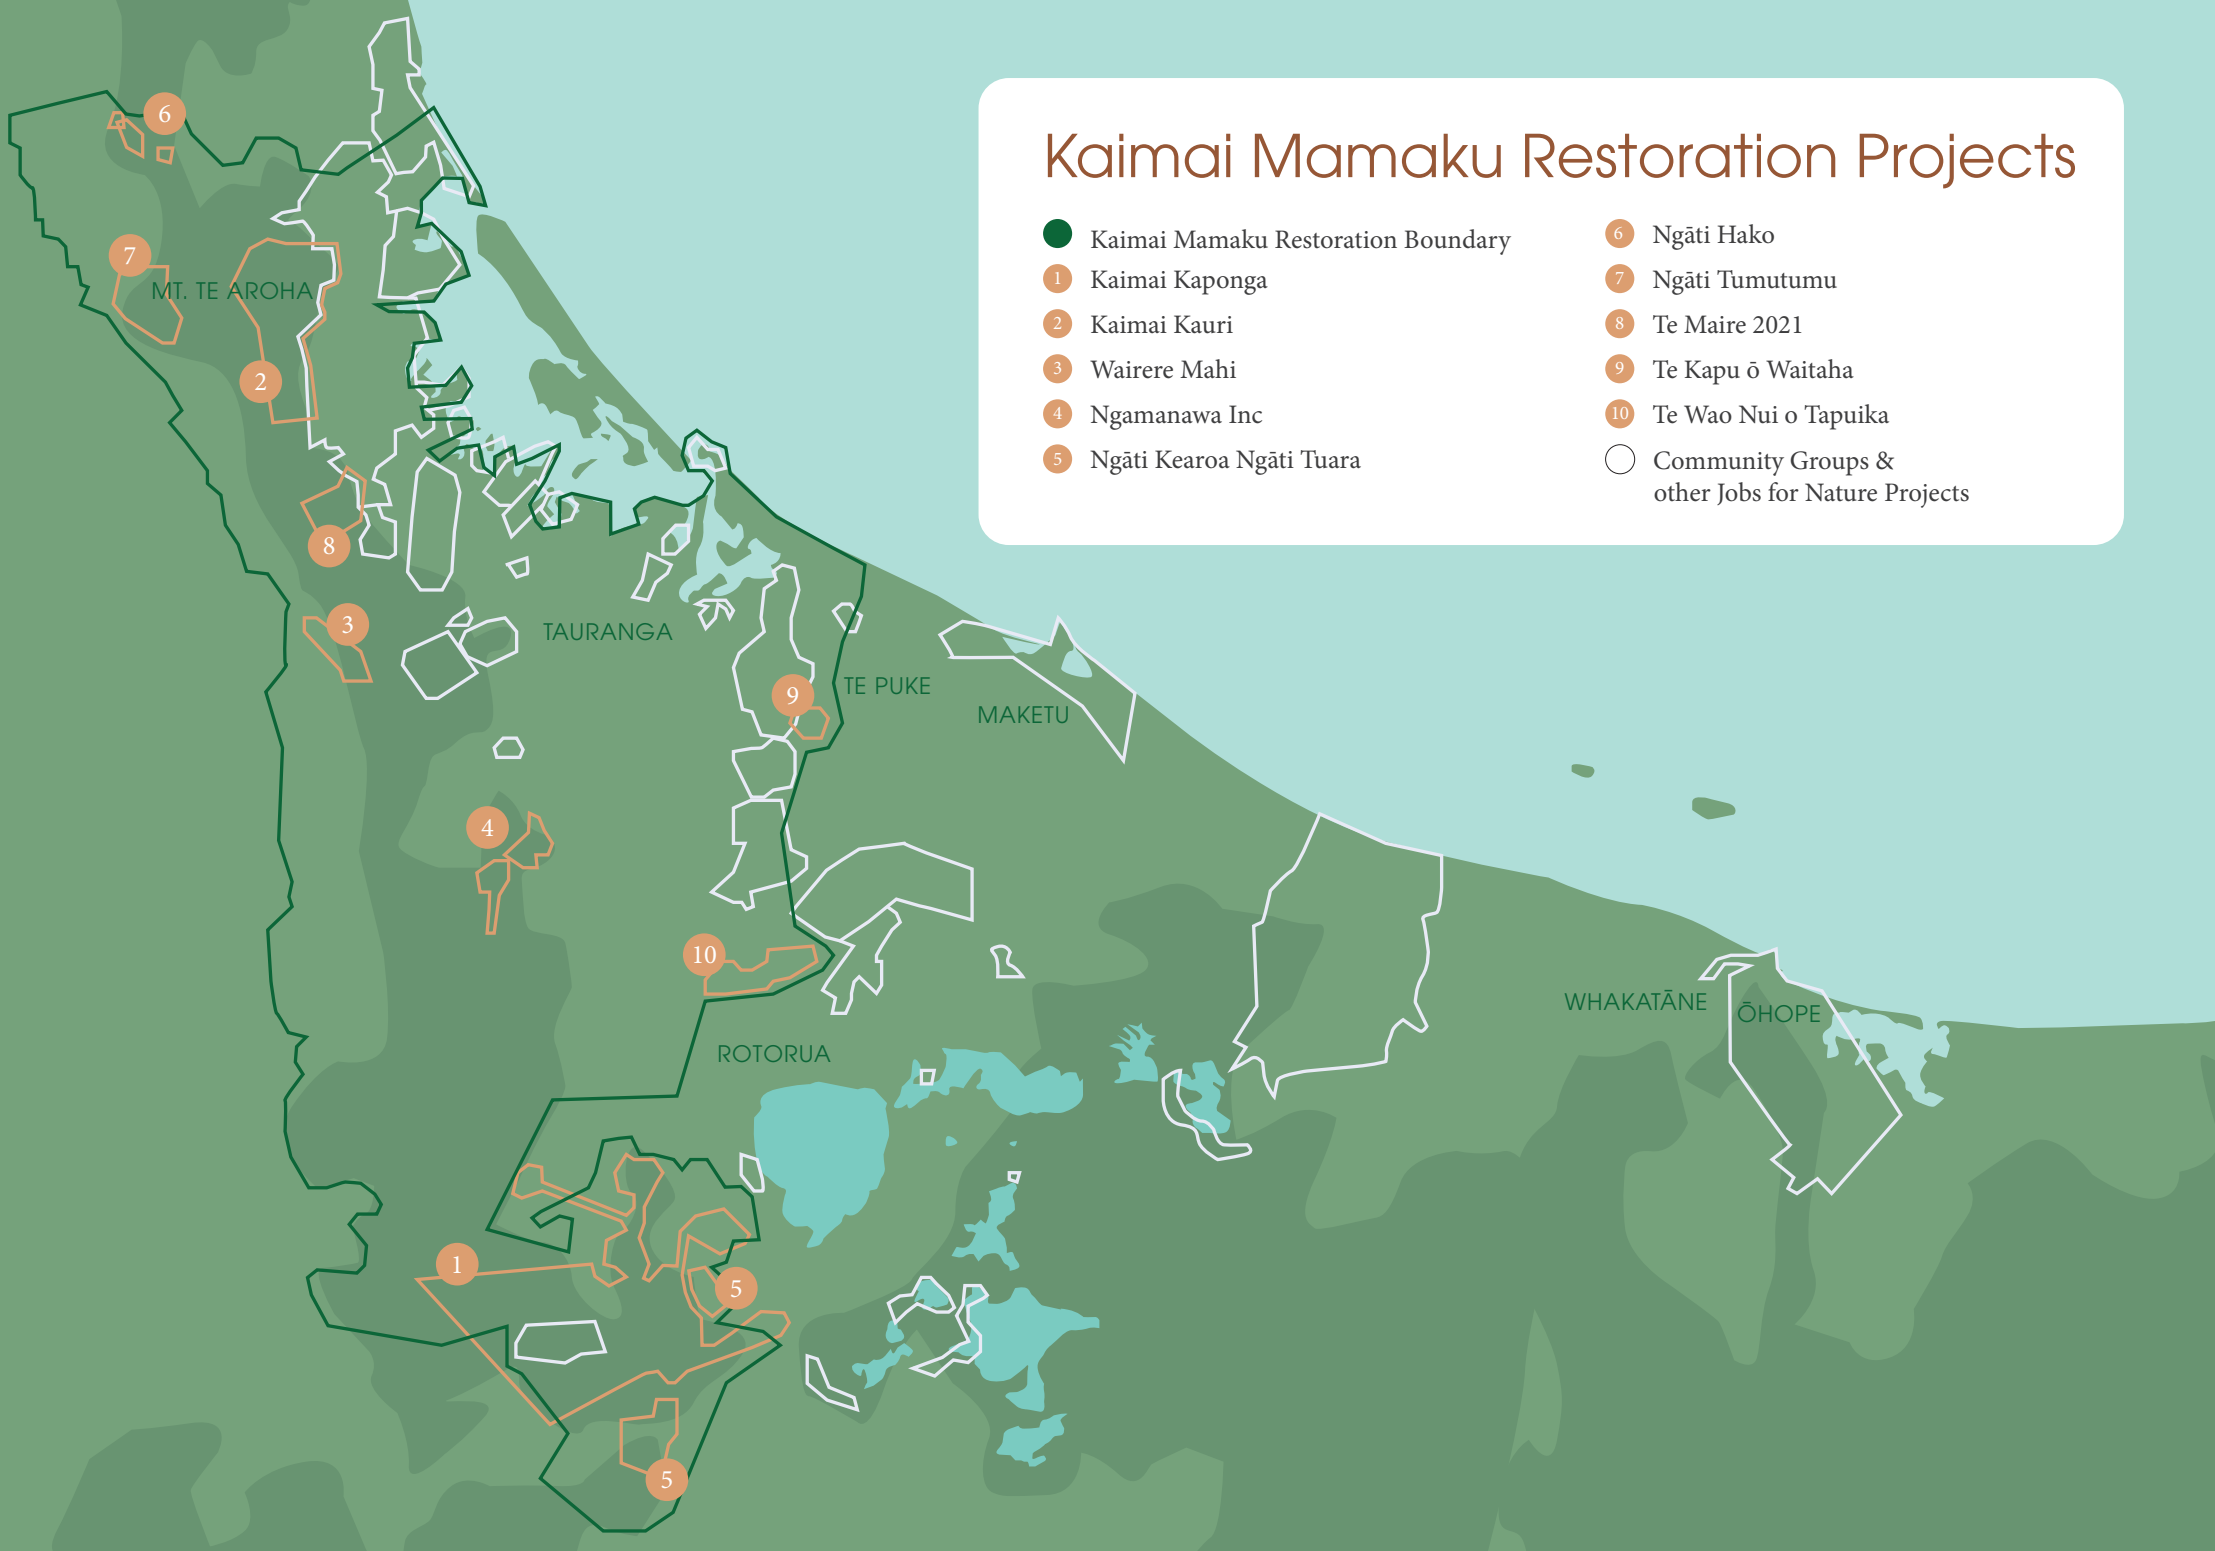 Kaimai Mamaku Restoration Projects
Kaimai Mamaku Restoration Boundary
1 Kaimai Kaponga
2 Kaimai Kauri
3 Wairere Mahi
4 Ngamanawa Inc
5 Ngāti Kearoa Ngāti Tuara
6 Ngāti Hako
7 Ngāti Tumutumu
8 Te Maire 2021
9 Te Kapu ō Waitaha
10 Te Wao Nui o Tapuika
Community Groups &
other Jobs for Nature Projects
6
7
MT. TE AROHA
2
8
3
TAURANGA
9
TE PUKE
MAKETU
4
10
WHAKATĀNE
ŌHOPE
ROTORUA
1
5
5